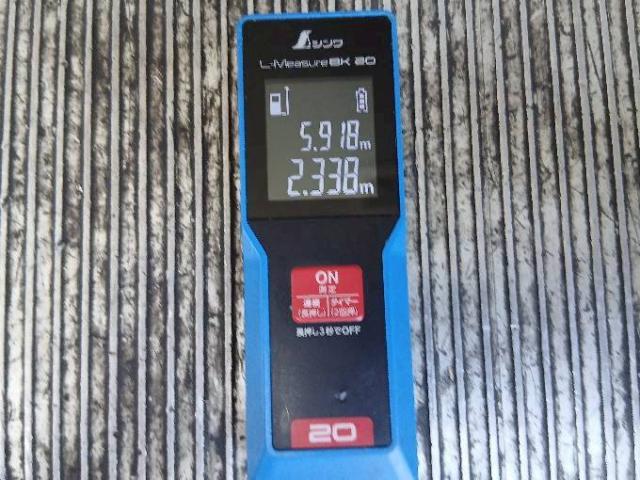 シンワ
L-Measure BK 20
5.918m
2.338m
ON
測定
連続 タイマー
(長押し) (2回押)
長押し3秒でOFF
20